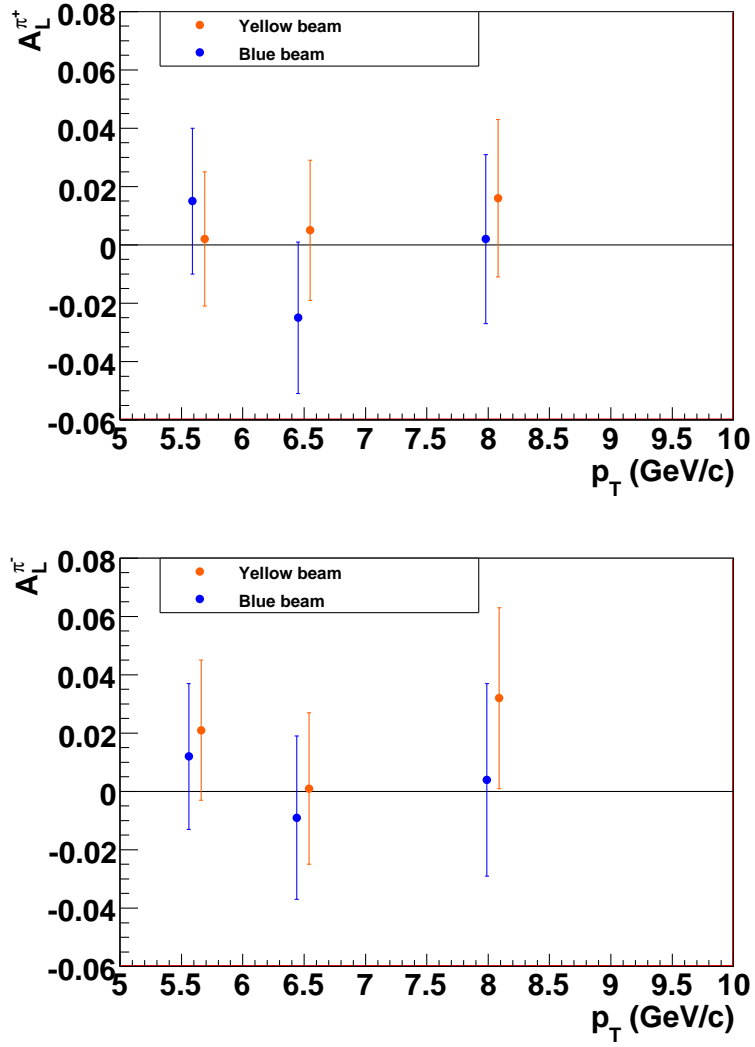 A_L^{π+}
0.08
Yellow beam
Blue beam
0.06
0.04
0.02
0
-0.02
-0.04
-0.06
5 5.5 6 6.5 7 7.5 8 8.5 9 9.5 10
p_T (GeV/c)
A_L^{π-}
0.08
Yellow beam
Blue beam
0.06
0.04
0.02
0
-0.02
-0.04
-0.06
5 5.5 6 6.5 7 7.5 8 8.5 9 9.5 10
p_T (GeV/c)